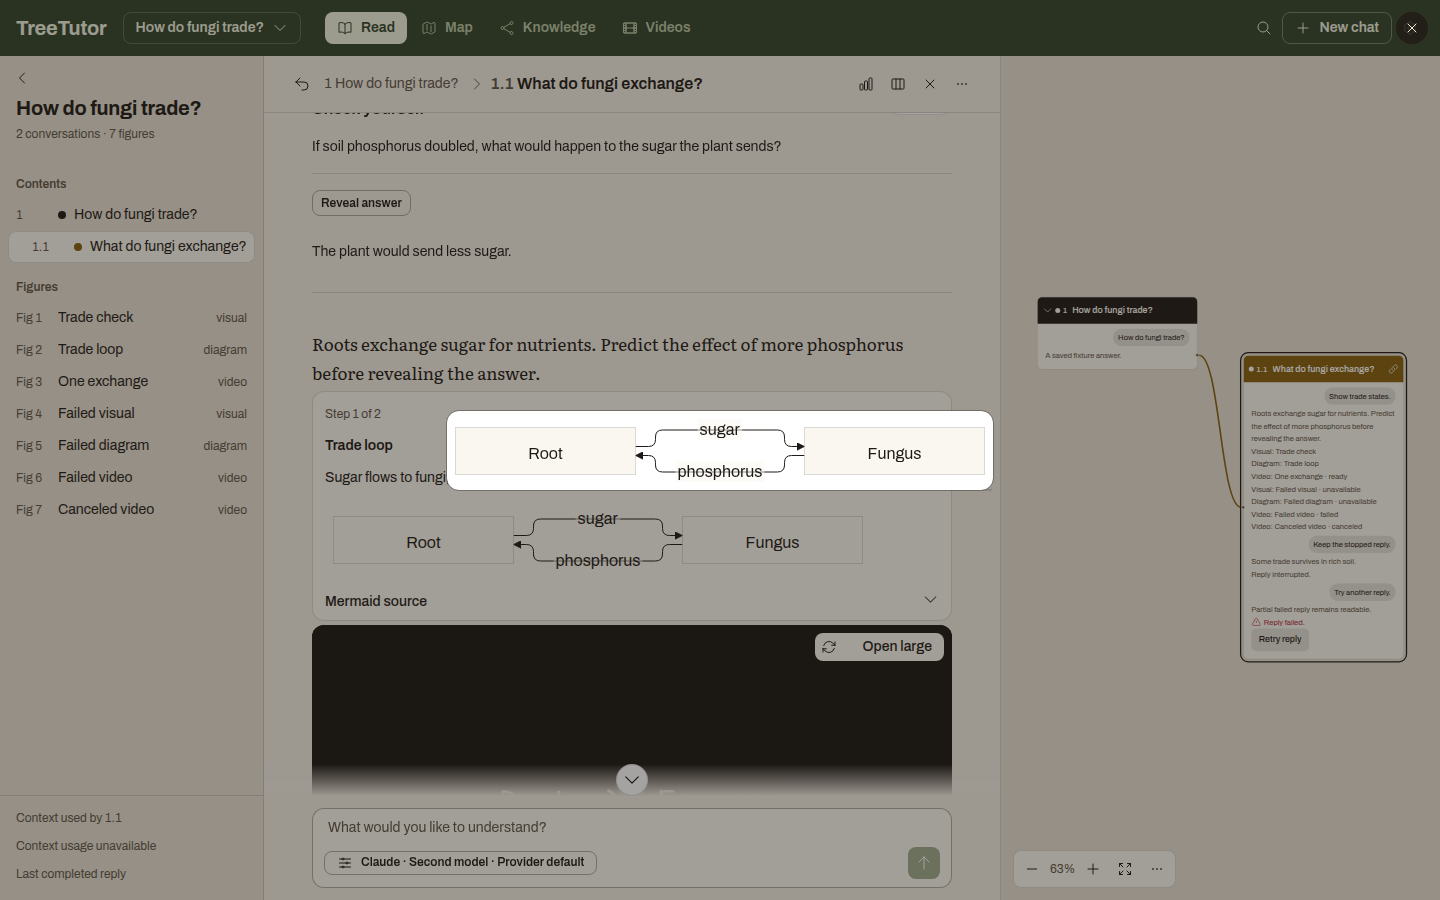 TreeTutor
How do fungi trade?
Read
Map
Knowledge
Videos
New chat
How do fungi trade?
2 conversations · 7 figures
Contents
1 How do fungi trade?
1.1 What do fungi exchange?
Figures
Fig 1 Trade check visual
Fig 2 Trade loop diagram
Fig 3 One exchange video
Fig 4 Failed visual visual
Fig 5 Failed diagram diagram
Fig 6 Failed video video
Fig 7 Canceled video video
Context used by 1.1
Context usage unavailable
Last completed reply
1 How do fungi trade? 1.1 What do fungi exchange?
If soil phosphorus doubled, what would happen to the sugar the plant sends?
Reveal answer
The plant would send less sugar.
Roots exchange sugar for nutrients. Predict the effect of more phosphorus
before revealing the answer.
Step 1 of 2
Trade loop
Sugar flows to fungi
sugar
Root
Fungus
phosphorus
sugar
Root
Fungus
phosphorus
Mermaid source
Open large
What would you like to understand?
Claude · Second model · Provider default
1 How do fungi trade?
How do fungi trade?
A saved fixture answer.
1.1 What do fungi exchange?
Show trade states.
Roots exchange sugar for nutrients. Predict
the effect of more phosphorus before
revealing the answer.
Visual: Trade check
Diagram: Trade loop
Video: One exchange · ready
Visual: Failed visual · unavailable
Diagram: Failed diagram · unavailable
Video: Failed video · failed
Video: Canceled video · canceled
Keep the stopped reply.
Some trade survives in rich soil.
Reply interrupted.
Try another reply.
Partial failed reply remains readable.
Reply failed.
Retry reply
63%